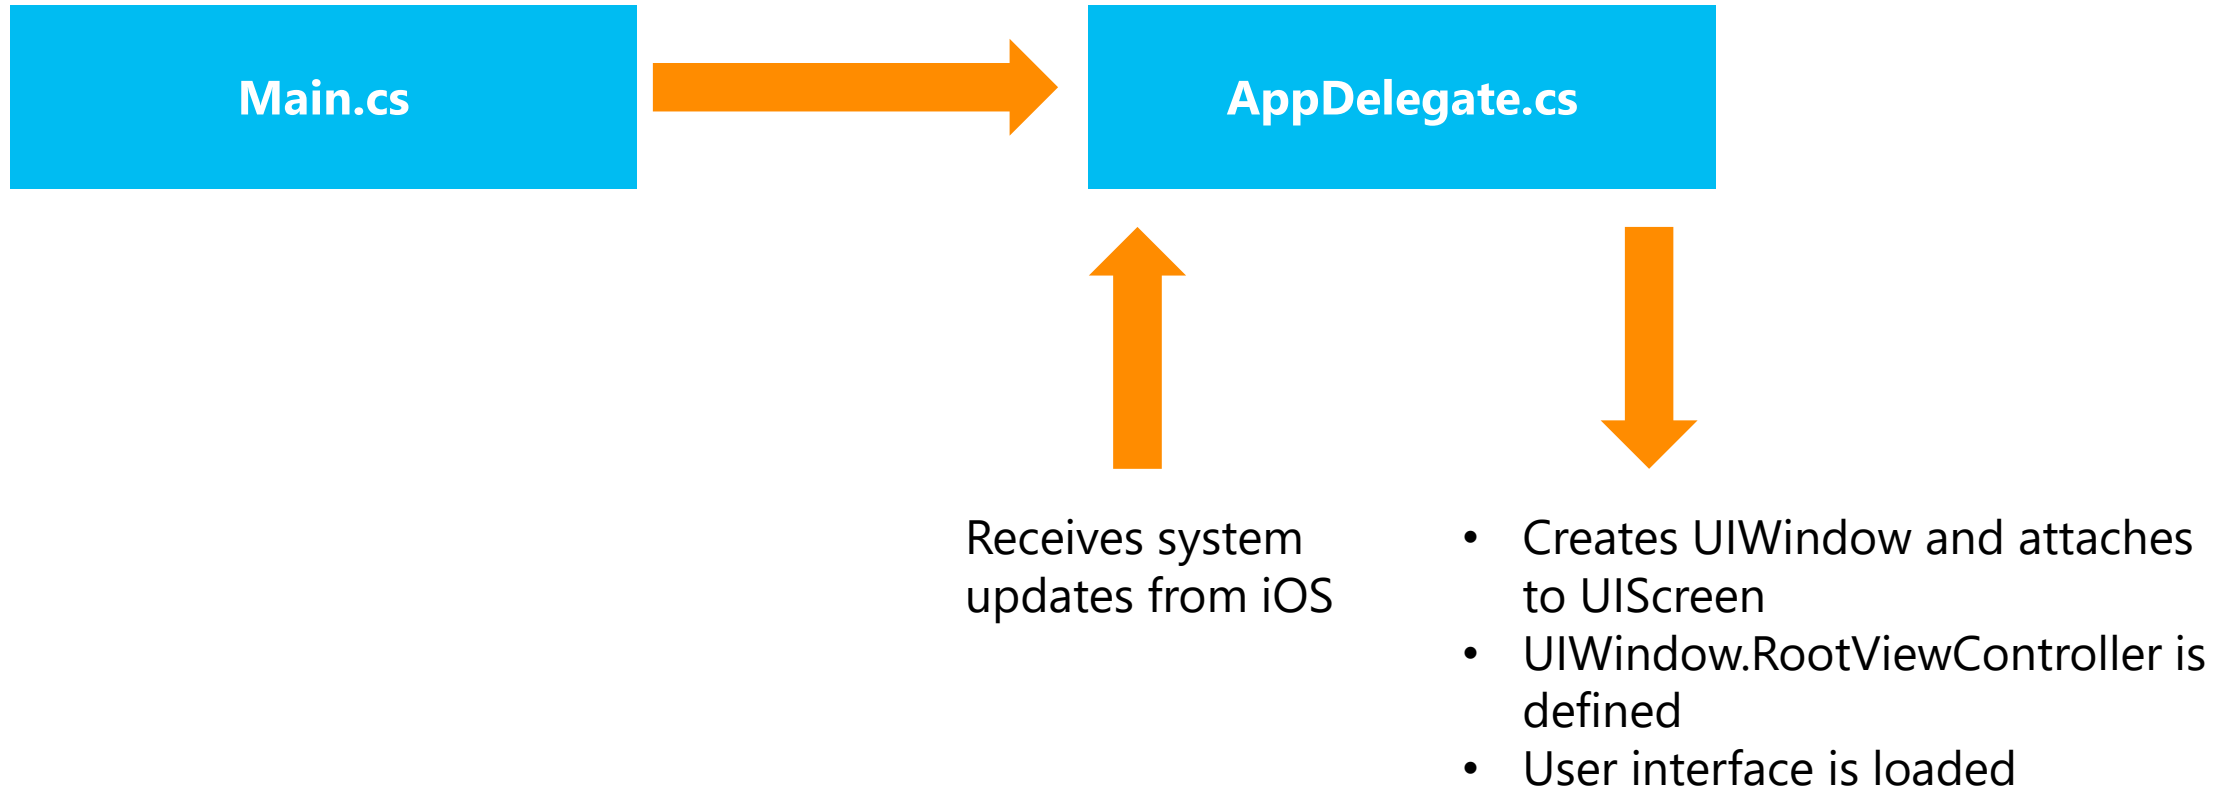 Main.cs
AppDelegate.cs
Receives system
updates from iOS
• Creates UIWindow and attaches
to UIScreen
• UIWindow.RootViewController is
defined
• User interface is loaded